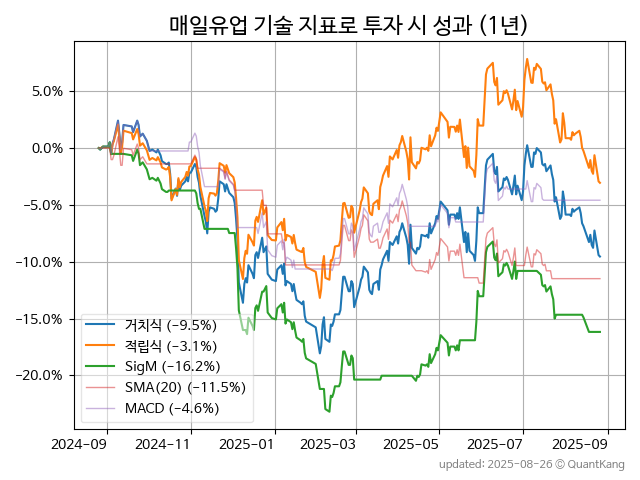 매일유업 기술 지표로 투자 시 성과 (1년)
5.0%
0.0%
−5.0%
−10.0%
−15.0%
−20.0%
거치식 (−9.5%)
적립식 (−3.1%)
SigM (−16.2%)
SMA(20) (−11.5%)
MACD (−4.6%)
2024-09 2024-11 2025-01 2025-03 2025-05 2025-07 2025-09
updated: 2025-08-26 © QuantKang